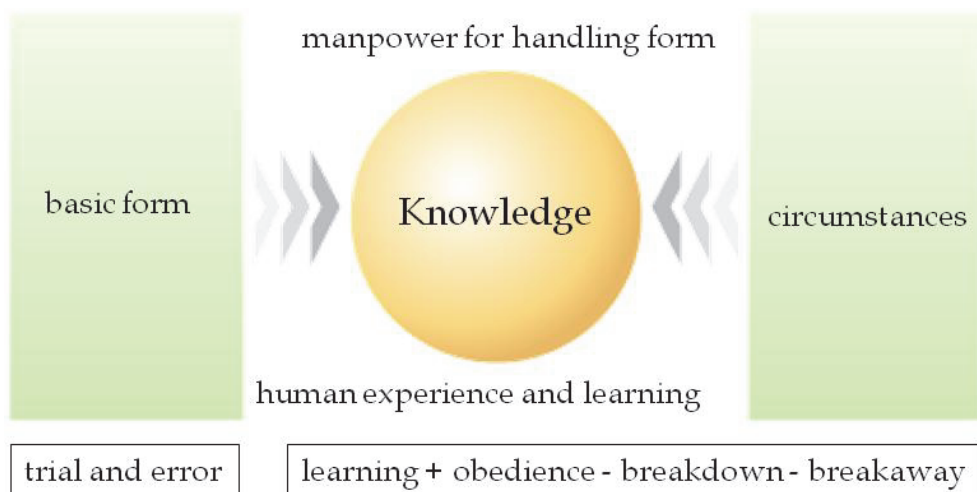 manpower for handling form
basic form
Knowledge
circumstances
human experience and learning
trial and error
learning + obedience - breakdown - breakaway